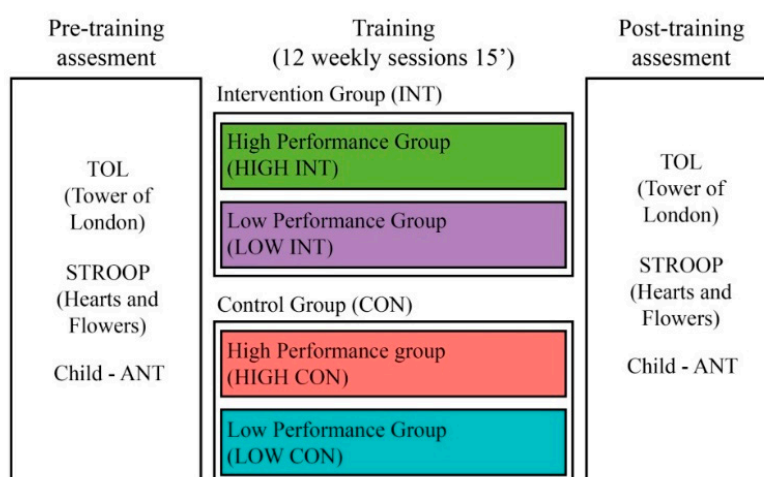 Pre-training
assesment
TOL
(Tower of
London)
STROOP
(Hearts and
Flowers)
Child - ANT
Training
(12 weekly sessions 15’)
Intervention Group (INT)
High Performance Group
(HIGH INT)
Low Performance Group
(LOW INT)
Control Group (CON)
High Performance group
(HIGH CON)
Low Performance Group
(LOW CON)
Post-training
assesment
TOL
(Tower of
London)
STROOP
(Hearts and
Flowers)
Child - ANT